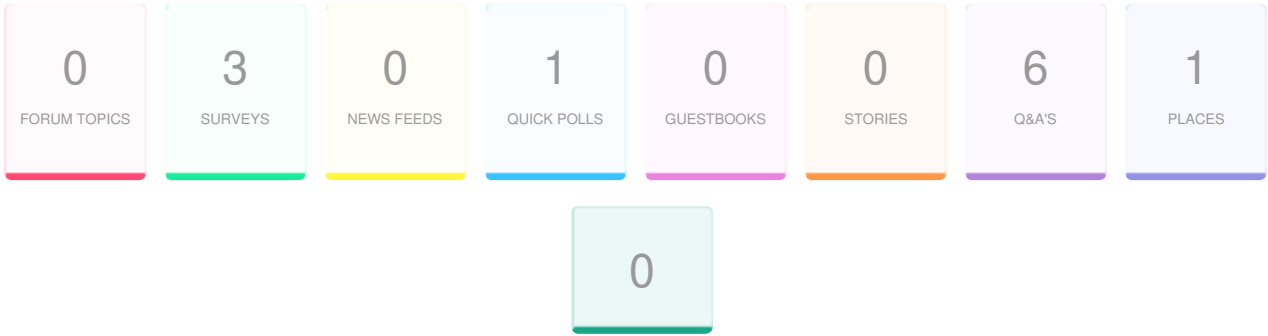 0 3 0 1 0 0 6 1
FORUM TOPICS SURVEYS NEWS FEEDS QUICK POLLS GUESTBOOKS STORIES Q&A'S PLACES
0